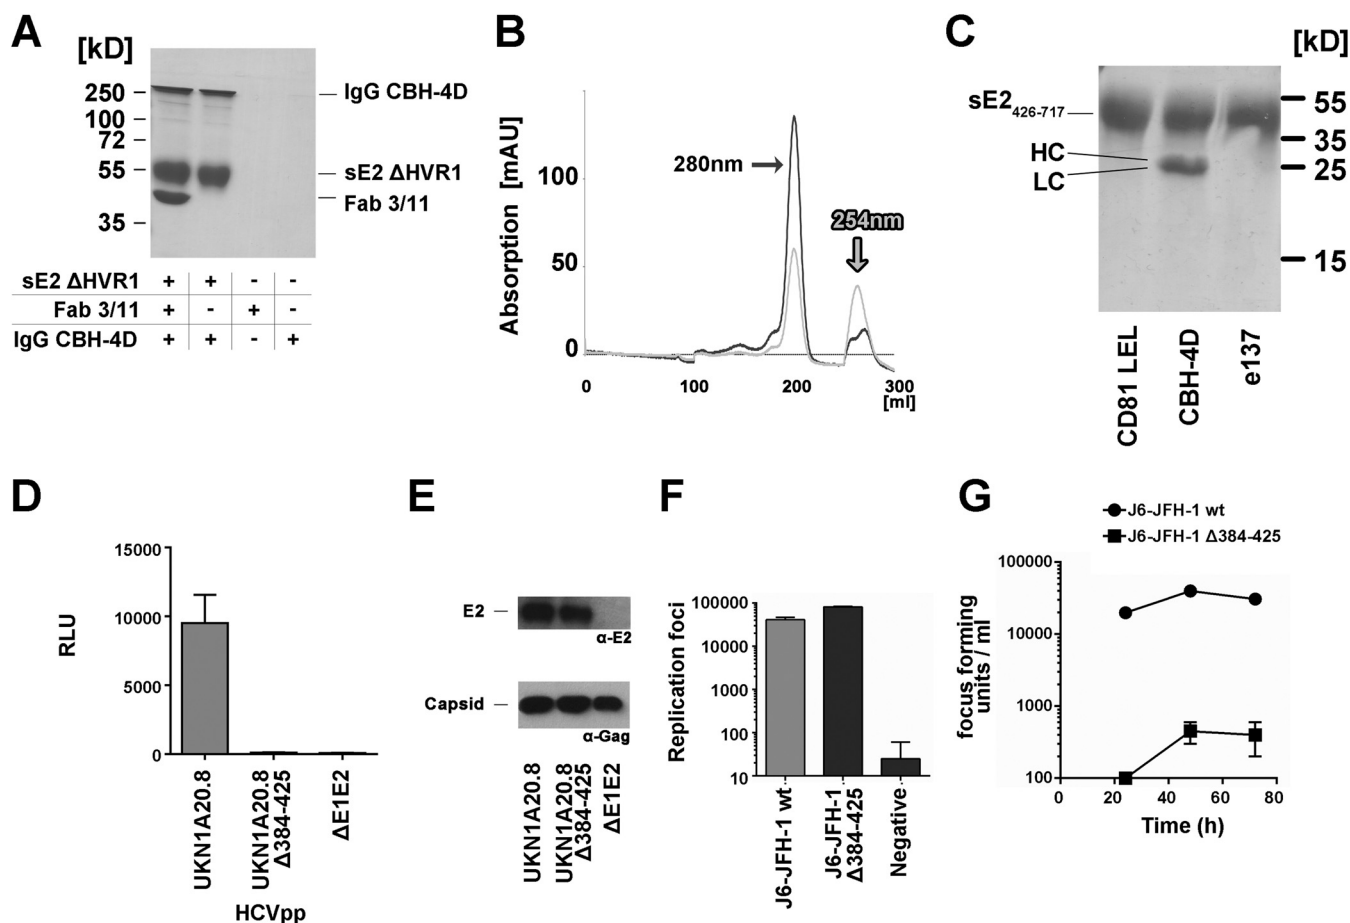 A
[kD]
250
100
72
55
35
IgG CBH-4D
sE2 ΔHVR1
Fab 3/11
sE2 ΔHVR1 + + - -
Fab 3/11 + - + -
IgG CBH-4D + + - +
B
Absorption [mAU]
100
50
0
280nm
254nm
0 100 200 300
[ml]
C
[kD]
sE2426-717
HC
LC
55
35
25
15
CD81 LEL
CBH-4D
e137
D
RLU
15000
10000
5000
0
UKN1A20.8
UKN1A20.8
Δ384-425
ΔE1E2
HCVpp
E
E2
α-E2
Capsid
α-Gag
UKN1A20.8
UKN1A20.8
Δ384-425
ΔE1E2
F
Replication foci
100000
10000
1000
100
10
J6-JFH-1 wt
J6-JFH-1
Δ384-425
Negative
G
J6-JFH-1 wt
J6-JFH-1 Δ384-425
focus forming
units / ml
100000
10000
1000
100
0 20 40 60 80
Time (h)